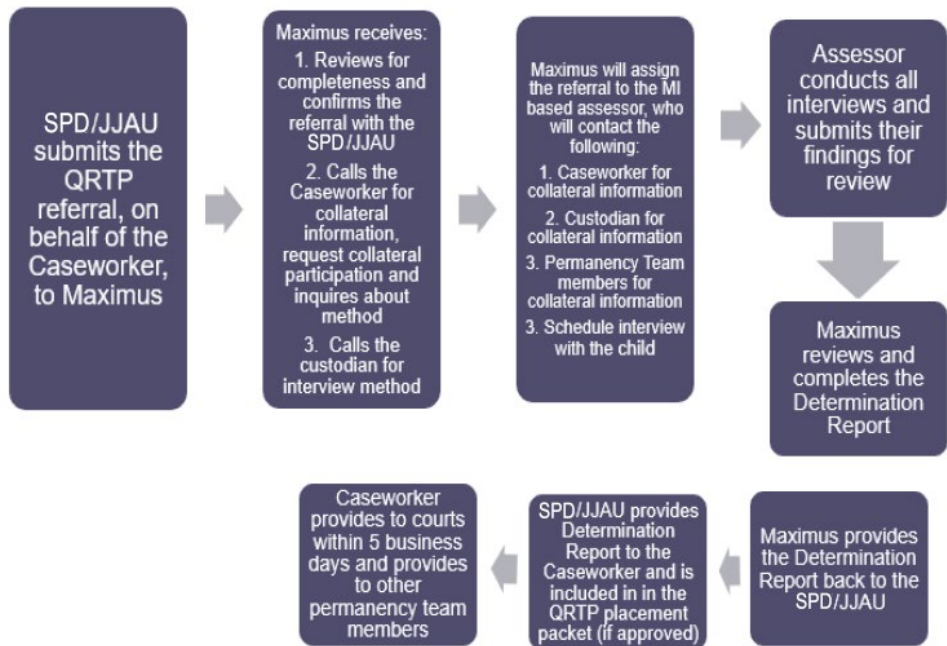 SPD/JJAU
submits the
QRTP
referral, on
behalf of the
Caseworker,
to Maximus
Maximus receives:
1. Reviews for
completeness and
confirms the
referral with the
SPD/JJAU
2. Calls the
Caseworker for
collateral
information,
request collateral
participation and
inquires about
method
3. Calls the
custodian for
interview method
Maximus will assign
the referral to the MI
based assessor, who
will contact the
following:
1. Caseworker for
collateral information
2. Custodian for
collateral information
3. Permanency Team
members for
collateral information
3. Schedule interview
with the child
Assessor
conducts all
interviews and
submits their
findings for
review
Maximus
reviews and
completes the
Determination
Report
Maximus provides
the Determination
Report back to the
SPD/JJAU
SPD/JJAU provides
Determination
Report to the
Caseworker and is
included in in the
QRTP placement
packet (if approved)
Caseworker
provides to courts
within 5 business
days and provides
to other
permanency team
members